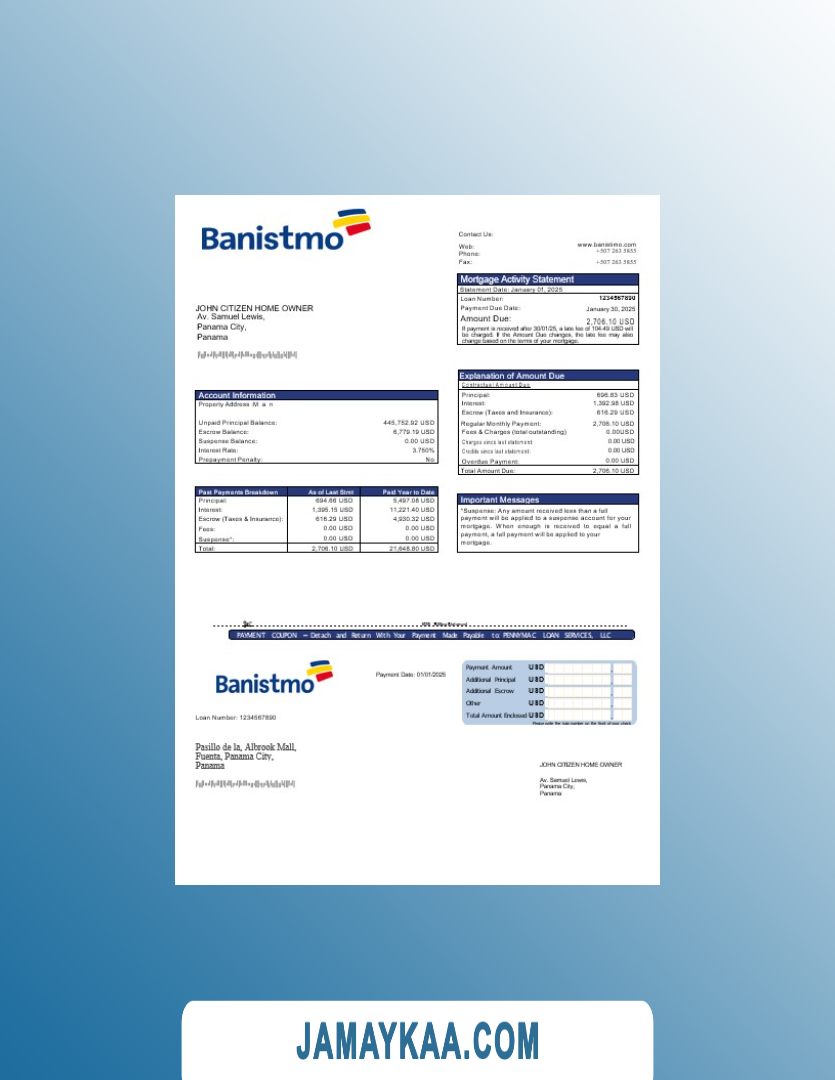 Banistmo
Contact Us:
Web: www.banistmo.com
Phone: +507 263 5855
Fax: +507 263 5855
Mortgage Activity Statement
Statement Date: January 01, 2025
Loan Number: 1234567890
Payment Due Date: January 30, 2025
Amount Due: 2,706.10 USD
If payment is received after 30/01/25, a late fee of 104.49 USD will
be charged. If the Amount Due changes, the late fee may also
change based on the terms of your mortgage.
JOHN CITIZEN HOME OWNER
Av. Samuel Lewis,
Panama City,
Panama
Explanation of Amount Due
Contractual Amount Due
Principal: 696.83 USD
Interest: 1,392.98 USD
Escrow (Taxes and Insurance): 616.29 USD
Regular Monthly Payment: 2,706.10 USD
Fees & Charges (total outstanding) 0.00USD
Charges since last statement: 0.00 USD
Credits since last statement: 0.00 USD
Overdue Payment: 0.00 USD
Total Amount Due: 2,706.10 USD
Account Information
Property Address M a n
Unpaid Principal Balance: 445,752.92 USD
Escrow Balance: 6,779.19 USD
Suspense Balance: 0.00 USD
Interest Rate: 3.750%
Prepayment Penalty: No
Past Payments Breakdown As of Last Stmt Paid Year to Date
Principal: 694.66 USD 5,497.08 USD
Interest: 1,395.15 USD 11,221.40 USD
Escrow (Taxes & Insurance): 616.29 USD 4,930.32 USD
Fees: 0.00 USD 0.00 USD
Suspense*: 0.00 USD 0.00 USD
Total: 2,706.10 USD 21,648.80 USD
Important Messages
*Suspense: Any amount received less than a full
payment will be applied to a suspense account for your
mortgage. When enough is received to equal a full
payment, a full payment will be applied to your
mortgage.
PAYMENT COUPON – Detach and Return With Your Payment Made Payable to: PENNYMAC LOAN SERVICES, LLC
Banistmo
Payment Date: 01/01/2025
Payment Amount USD
Additional Principal USD
Additional Escrow USD
Other USD
Total Amount Enclosed USD
Loan Number: 1234567890
Pasillo de la, Albrook Mall,
Fuenta, Panama City,
Panama
JOHN CITIZEN HOME OWNER
Av. Samuel Lewis,
Panama City,
Panama
JAMAYKAA.COM